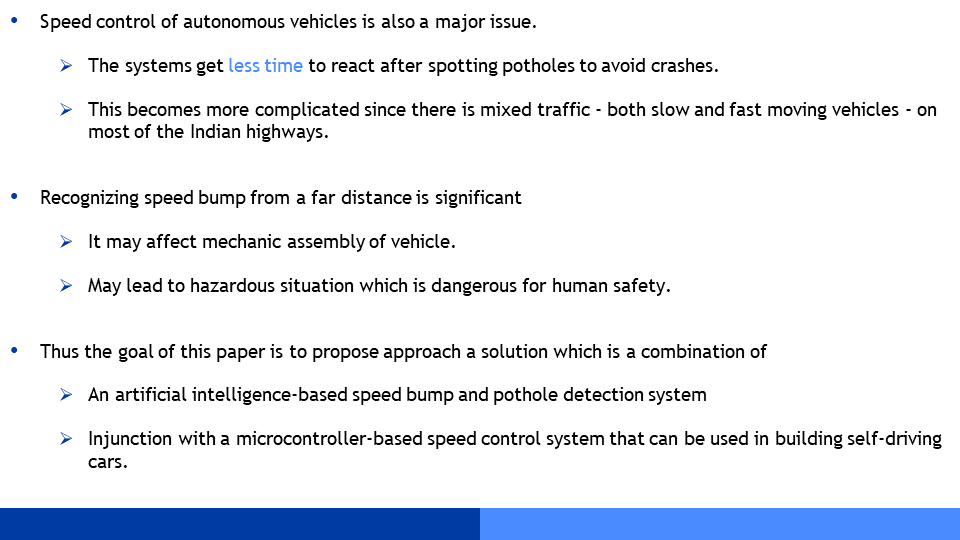 • Speed control of autonomous vehicles is also a major issue.
➢ The systems get less time to react after spotting potholes to avoid crashes.
➢ This becomes more complicated since there is mixed traffic - both slow and fast moving vehicles - on
most of the Indian highways.
• Recognizing speed bump from a far distance is significant
➢ It may affect mechanic assembly of vehicle.
➢ May lead to hazardous situation which is dangerous for human safety.
• Thus the goal of this paper is to propose approach a solution which is a combination of
➢ An artificial intelligence-based speed bump and pothole detection system
➢ Injunction with a microcontroller-based speed control system that can be used in building self-driving
cars.